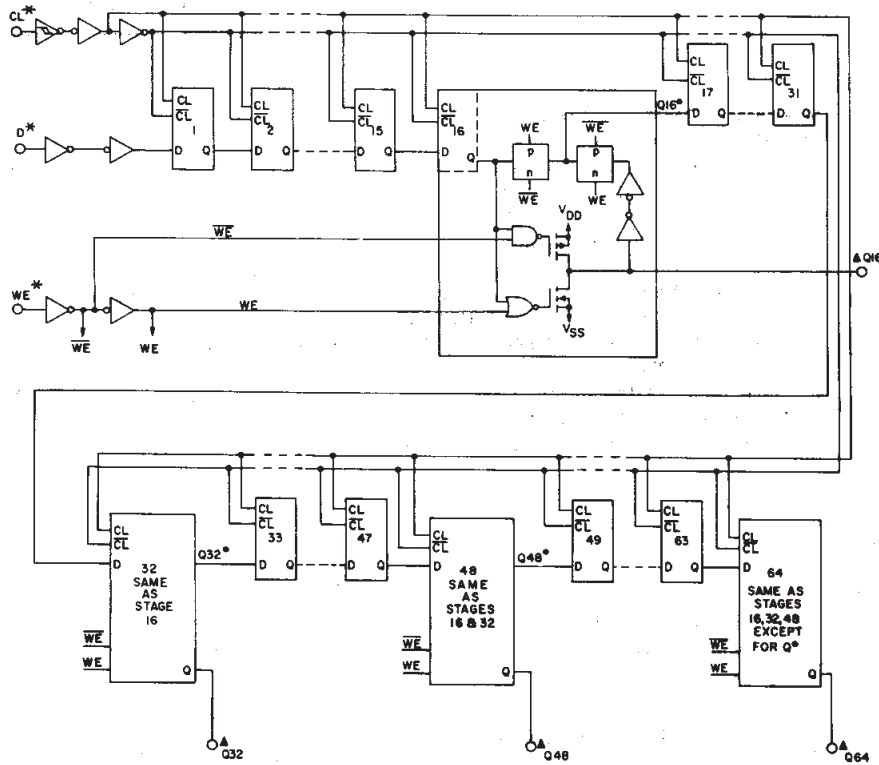 CL*
CL
CL
1
D Q
CL
CL
2
D Q
CL
CL
15
D Q
CL
CL
16
D Q
CL
CL
17
D Q
CL
CL
31
D Q
D*
Q16*
WE
p
n
WE
WE
p
n
WE
VDD
VSS
WE
WE
WE*
WE
WE
▲ Q16
CL
CL
D
32
SAME
AS
STAGE
16
WE
WE
Q
Q32*
CL
CL
33
D Q
CL
CL
47
D Q
CL
CL
D
48
SAME
AS
STAGES
16 & 32
WE
WE
Q
Q48*
CL
CL
49
D Q
CL
CL
63
D Q
CL
CL
D
64
SAME AS
STAGES
16,32,48
EXCEPT
FOR Q*
WE
WE
Q
▲ Q32
▲ Q48
▲ Q64